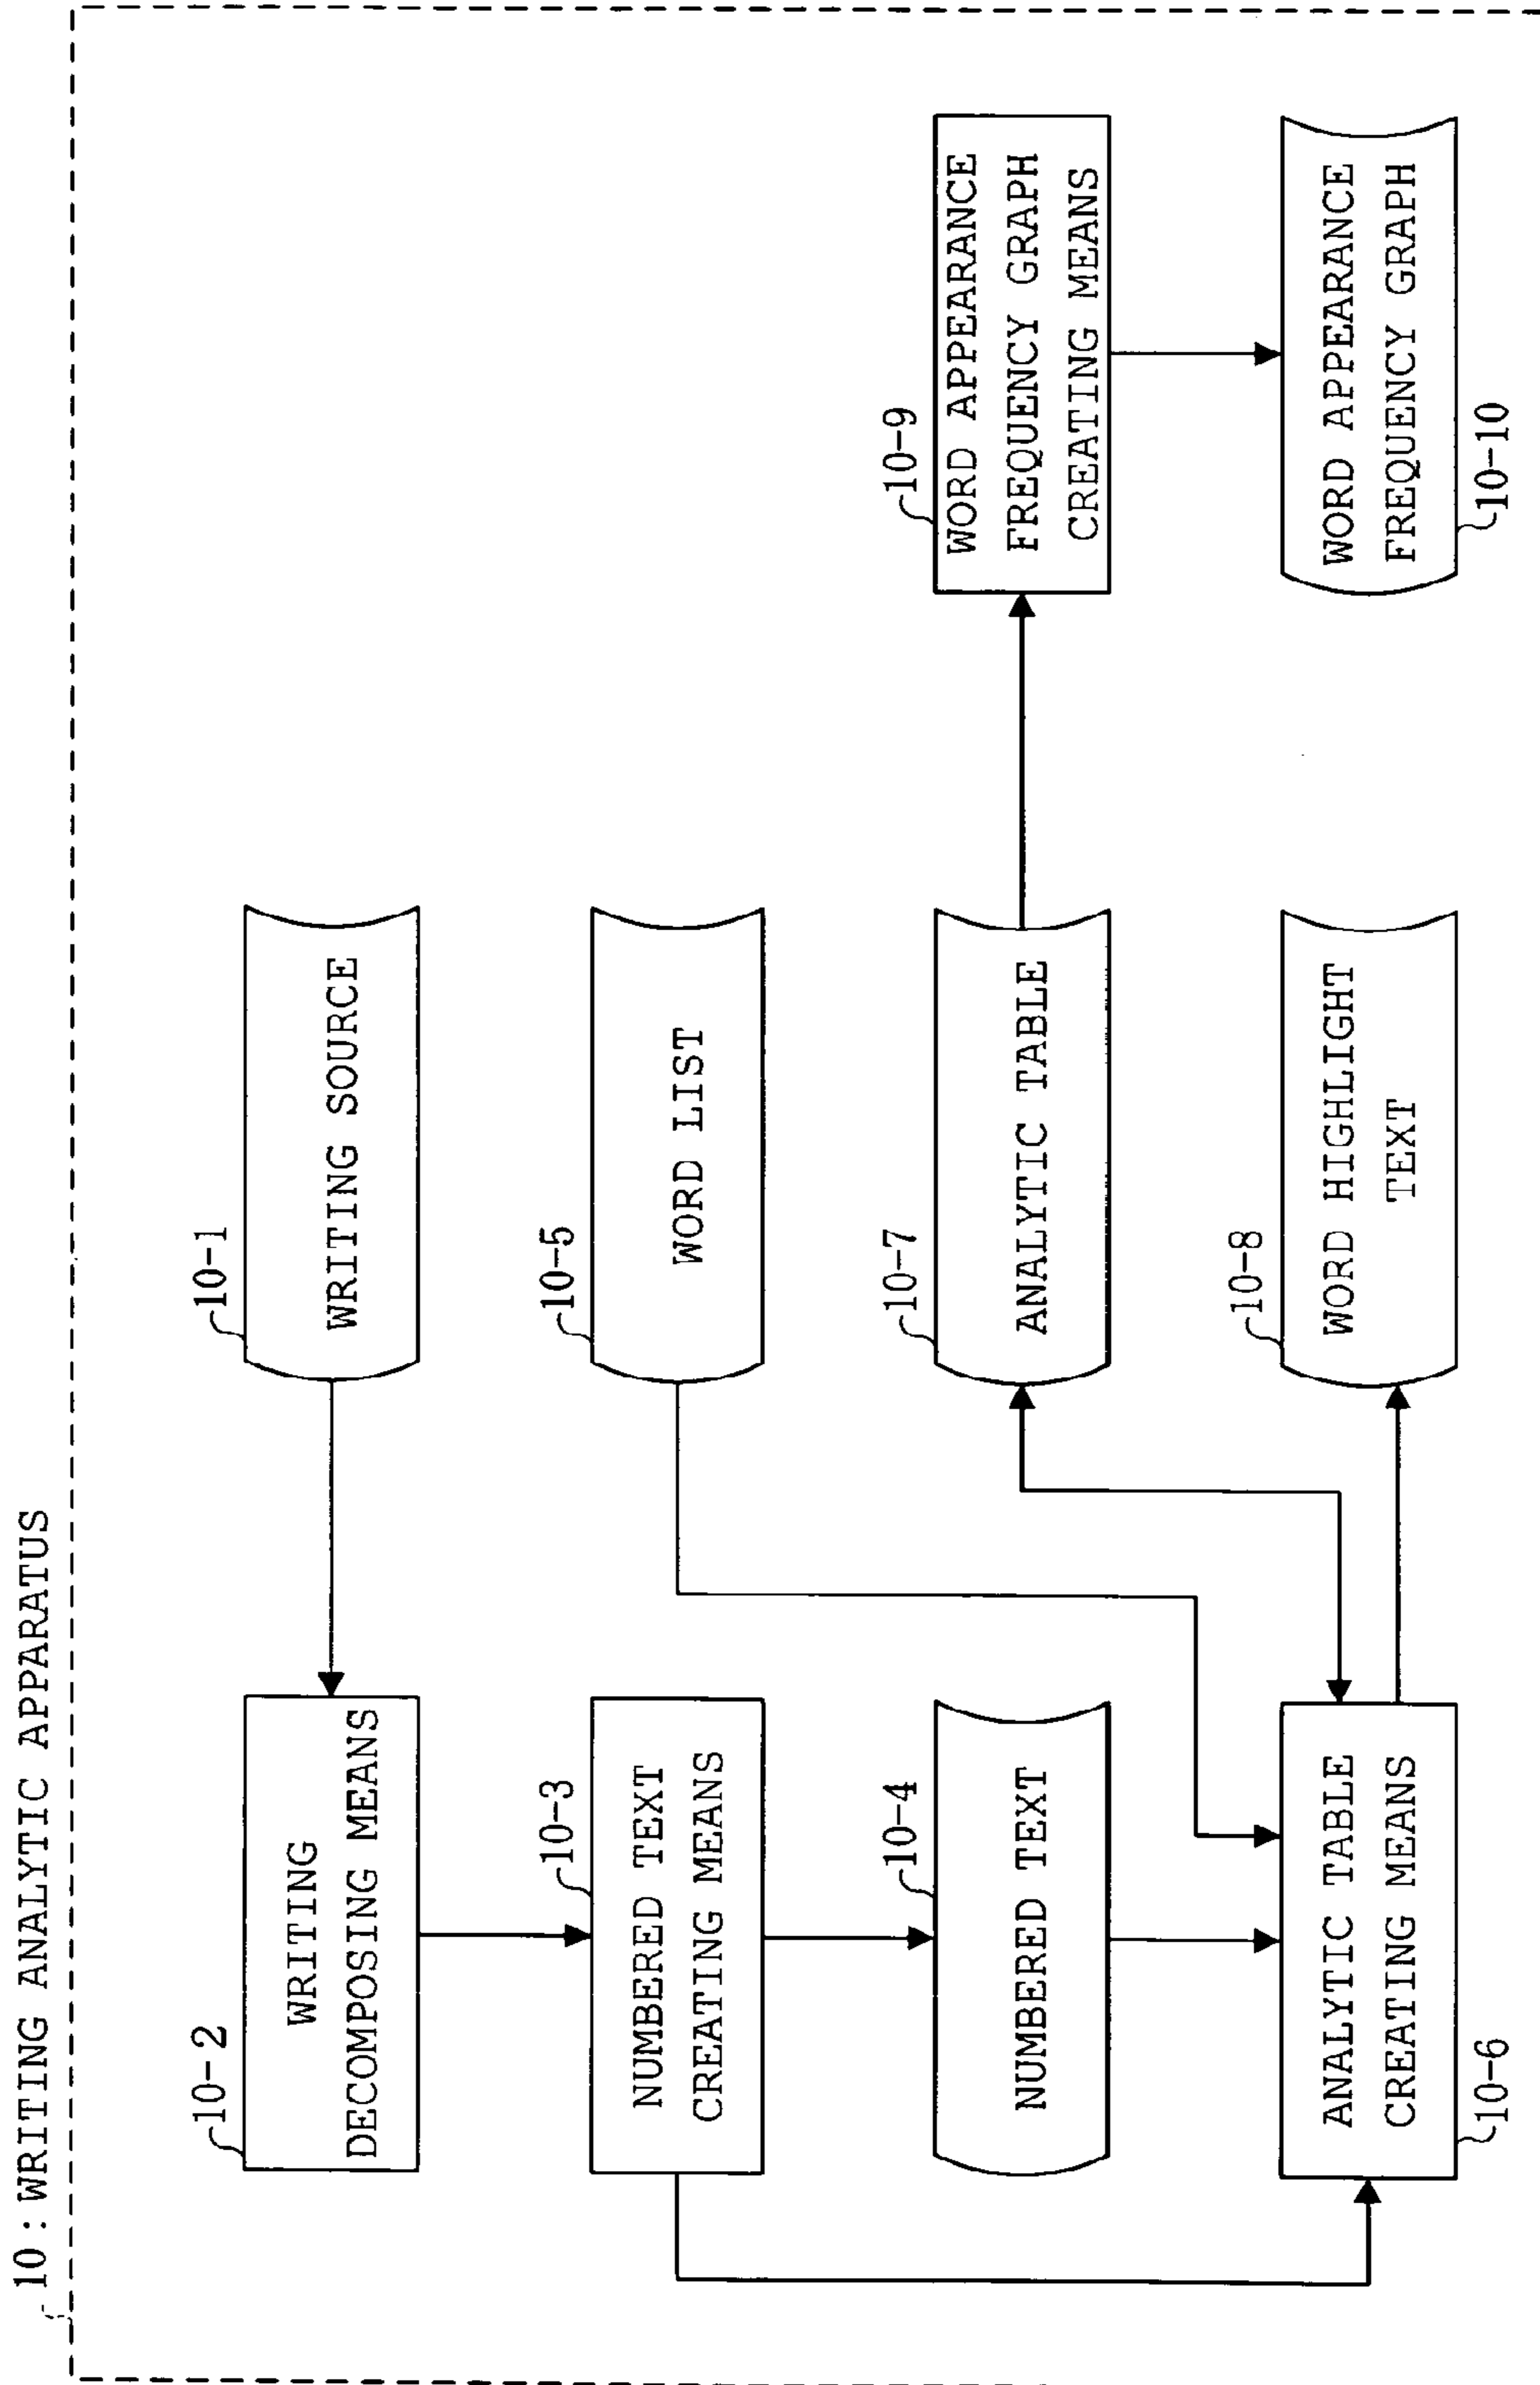 10 : WRITING ANALYTIC APPARATUS
10-2
WRITING
DECOMPOSING MEANS
10-1
WRITING SOURCE
10-3
NUMBERED TEXT
CREATING MEANS
10-5
WORD LIST
10-4
NUMBERED TEXT
10-7
ANALYTIC TABLE
10-9
WORD APPEARANCE
FREQUENCY GRAPH
CREATING MEANS
ANALYTIC TABLE
CREATING MEANS
10-6
10-8
WORD HIGHLIGHT
TEXT
WORD APPEARANCE
FREQUENCY GRAPH
10-10